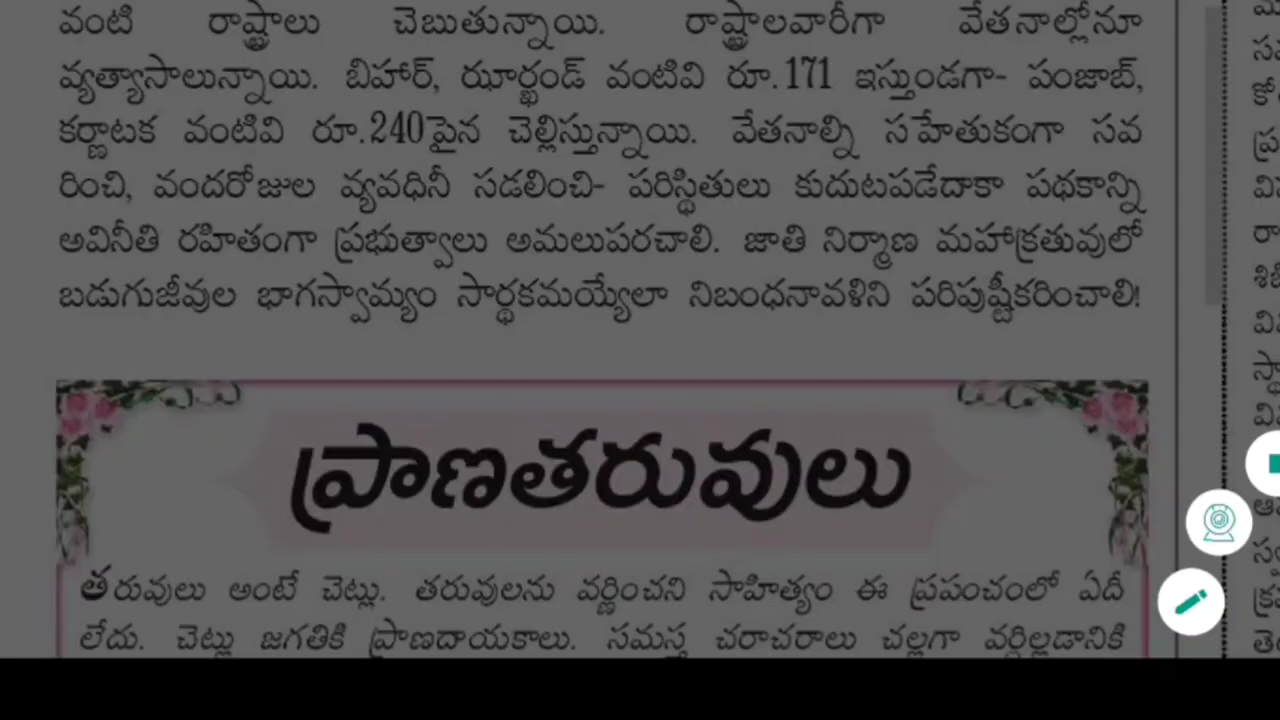 వంటి రాష్ట్రాలు చెబుతున్నాయి. రాష్ట్రాలవారీగా వేతనాల్లోనూ
వ్యత్యాసాలున్నాయి. బిహార్, ఝార్ఖండ్ వంటివి రూ.171 ఇస్తుండగా- పంజాబ్,
కర్ణాటక వంటివి రూ.240పైన చెల్లిస్తున్నాయి. వేతనాల్ని సహేతుకంగా సవ
రించి, వందరోజుల వ్యవధినీ సడలించి- పరిస్థితులు కుదుటపడేదాకా పథకాన్ని
అవినీతి రహితంగా ప్రభుత్వాలు అమలుపరచాలి. జాతి నిర్మాణ మహాక్రతువులో
బడుగుజీవుల భాగస్వామ్యం సార్థకమయ్యేలా నిబంధనావళిని పరిపుష్టీకరించాలి!
ప్రాణతరువులు
తరువులు అంటే చెట్లు. తరువులను వర్ణించని సాహిత్యం ఈ ప్రపంచంలో ఏదీ
లేదు. చెట్లు జగతికి ప్రాణదాయకాలు. సమస్త చరాచరాలు చల్లగా వర్ధిల్లడానికి